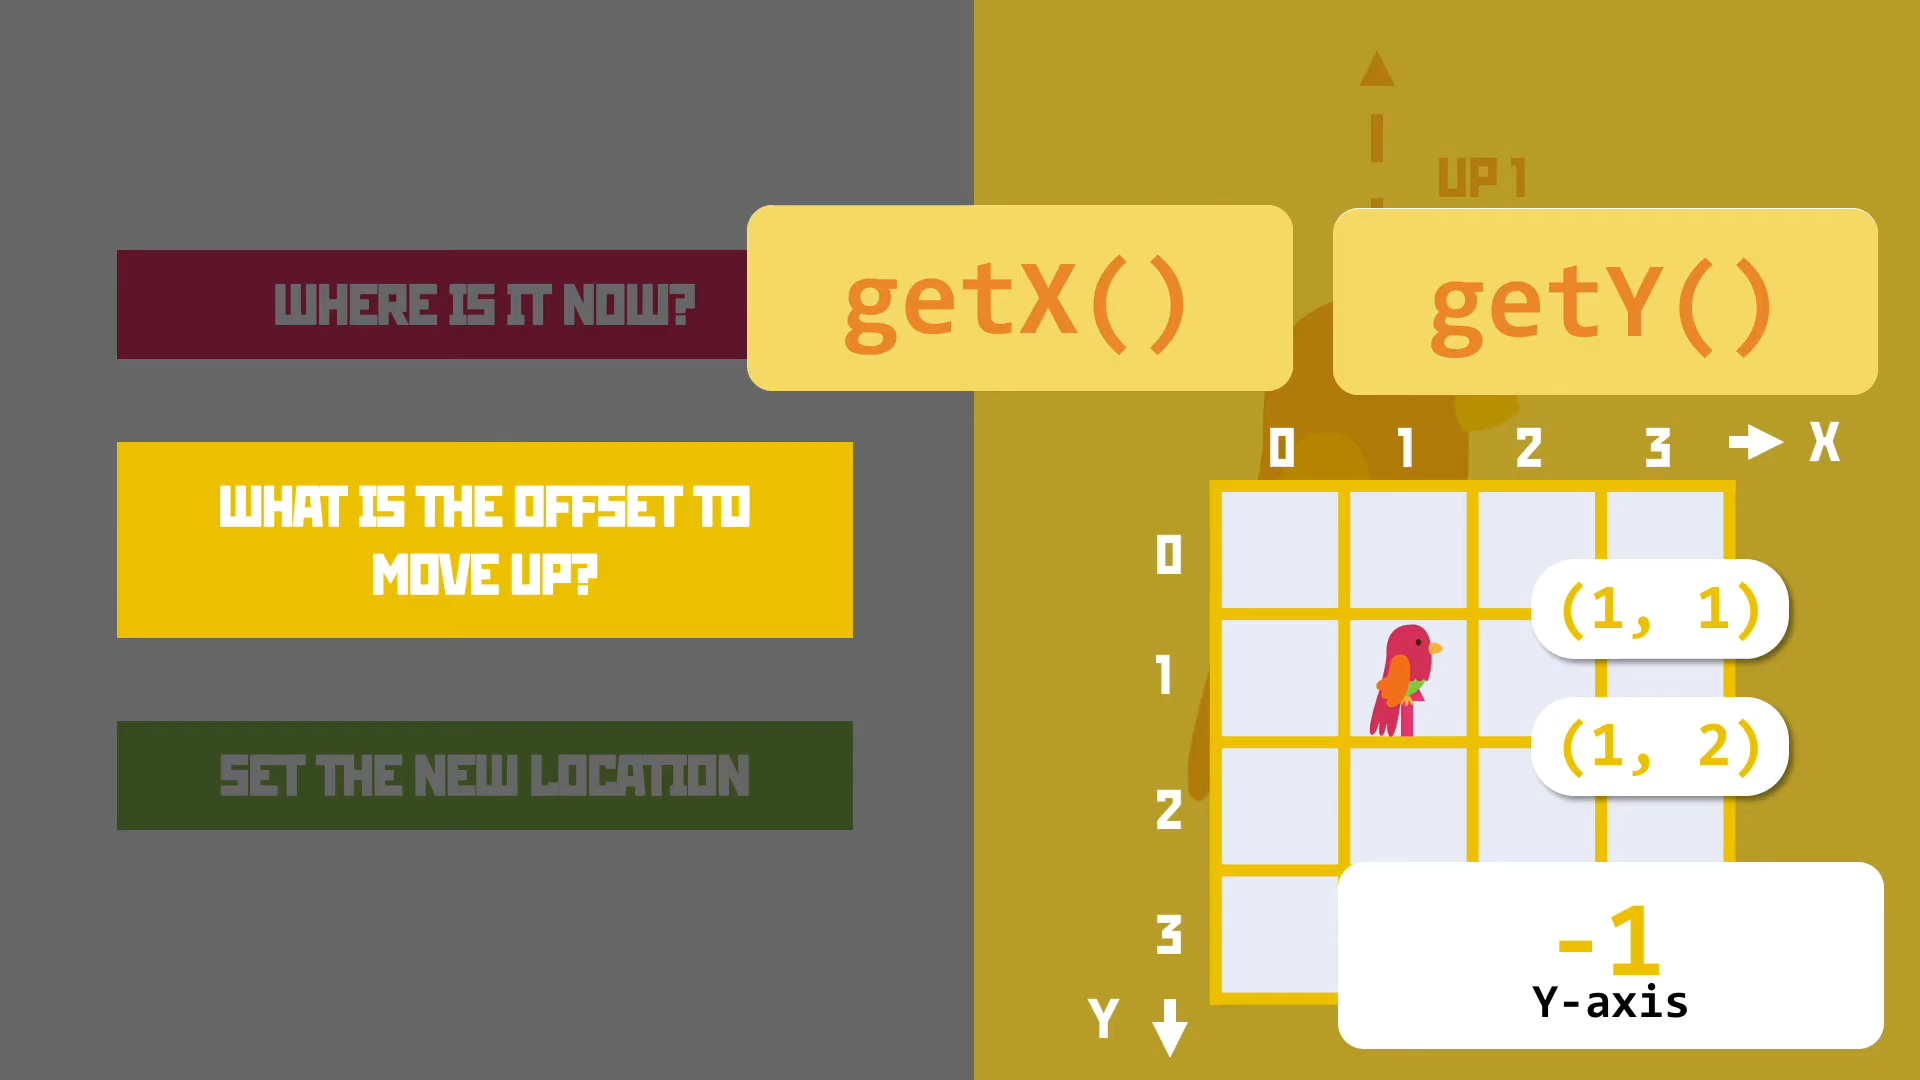 UP 1
WHERE IS IT NOW?
getX()
getY()
WHAT IS THE OFFSET TO
MOVE UP?
SET THE NEW LOCATION
0 1 2 3 X
0
1
2
3
Y
(1, 1)
(1, 2)
-1
Y-axis